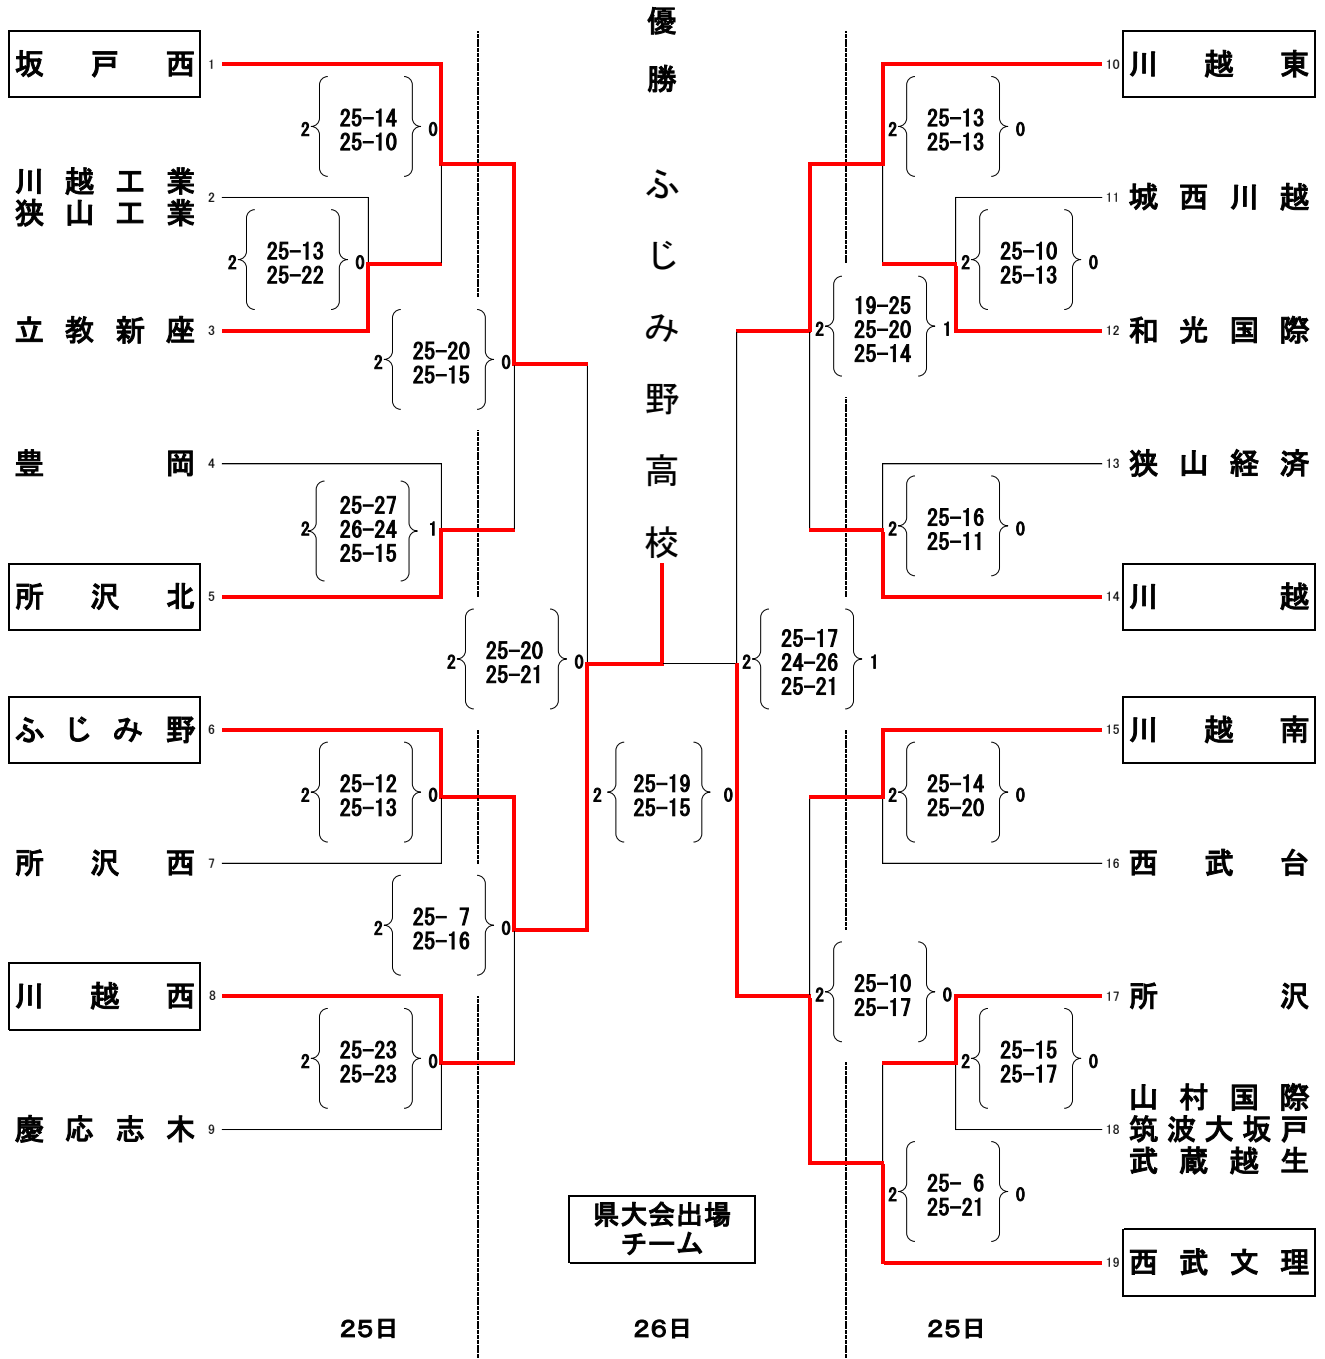 優勝 ふじみ野高校
坂戸西 1
2 25-14 0
25-10
川越工業
狭山工業 2
2 25-13 0
25-22
立教新座 3
2 25-20 0
25-15
豊岡 4
25-27
2 26-24 1
25-15
所沢北 5
2 25-20 0
25-21
ふじみ野 6
2 25-12 0
25-13
所沢西 7
2 25- 7 0
25-16
川越西 8
2 25-23 0
25-23
慶応志木 9
2 25-19 0
25-15
10 川越東
2 25-13 0
25-13
11 城西川越
2 25-10 0
25-13
12 和光国際
19-25
2 25-20 1
25-14
13 狭山経済
2 25-16 0
25-11
14 川越
25-17
2 24-26 1
25-21
15 川越南
2 25-14 0
25-20
16 西武台
2 25-10 0
25-17
17 所沢
2 25-15 0
25-17
山村国際
18 筑波大坂戸
武蔵越生
2 25- 6 0
25-21
19 西武文理
県大会出場
チーム
25日 26日 25日